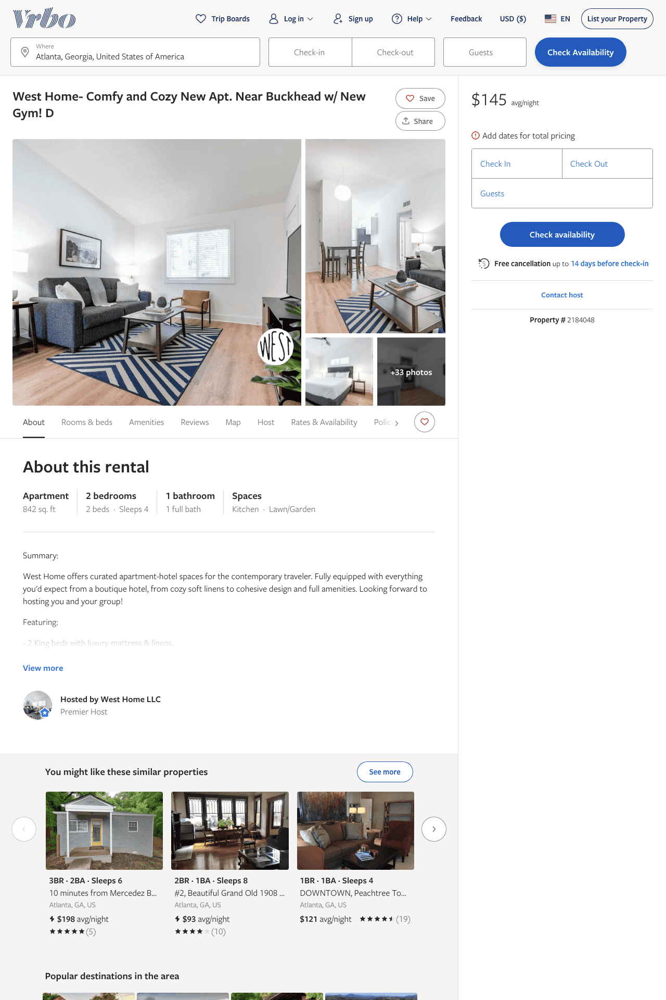 Vrbo
Trip Boards
Log in
Sign up
Help
Feedback
USD ($)
EN
List your Property
Where
Atlanta, Georgia, United States of America
Check-in
Check-out
Guests
Check Availability
West Home- Comfy and Cozy New Apt. Near Buckhead w/ New
Gym! D
Save
Share
$145 avg/night
Add dates for total pricing
Check In
Check Out
Guests
Check availability
Free cancellation up to 14 days before check-in
Contact host
Property # 2184048
WEST
+33 photos
About
Rooms & beds
Amenities
Reviews
Map
Host
Rates & Availability
About this rental
Apartment
842 sq. ft
2 bedrooms
2 beds · Sleeps 4
1 bathroom
1 full bath
Spaces
Kitchen · Lawn/Garden
Summary:
West Home offers curated apartment-hotel spaces for the contemporary traveler. Fully equipped with everything
you'd expect from a boutique hotel, from cozy soft linens to cohesive design and full amenities. Looking forward to
hosting you and your group!
Featuring:
- 2 King beds with luxury mattress & linens.
View more
Hosted by West Home LLC
Premier Host
You might like these similar properties
See more
3BR · 2BA · Sleeps 6
10 minutes from Mercedez B...
Atlanta, GA, US
$198 avg/night
(5)
2BR · 1BA · Sleeps 8
#2, Beautiful Grand Old 1908 ...
Atlanta, GA, US
$93 avg/night
(10)
1BR · 1BA · Sleeps 4
DOWNTOWN, Peachtree To...
Atlanta, GA, US
$121 avg/night
(19)
Popular destinations in the area